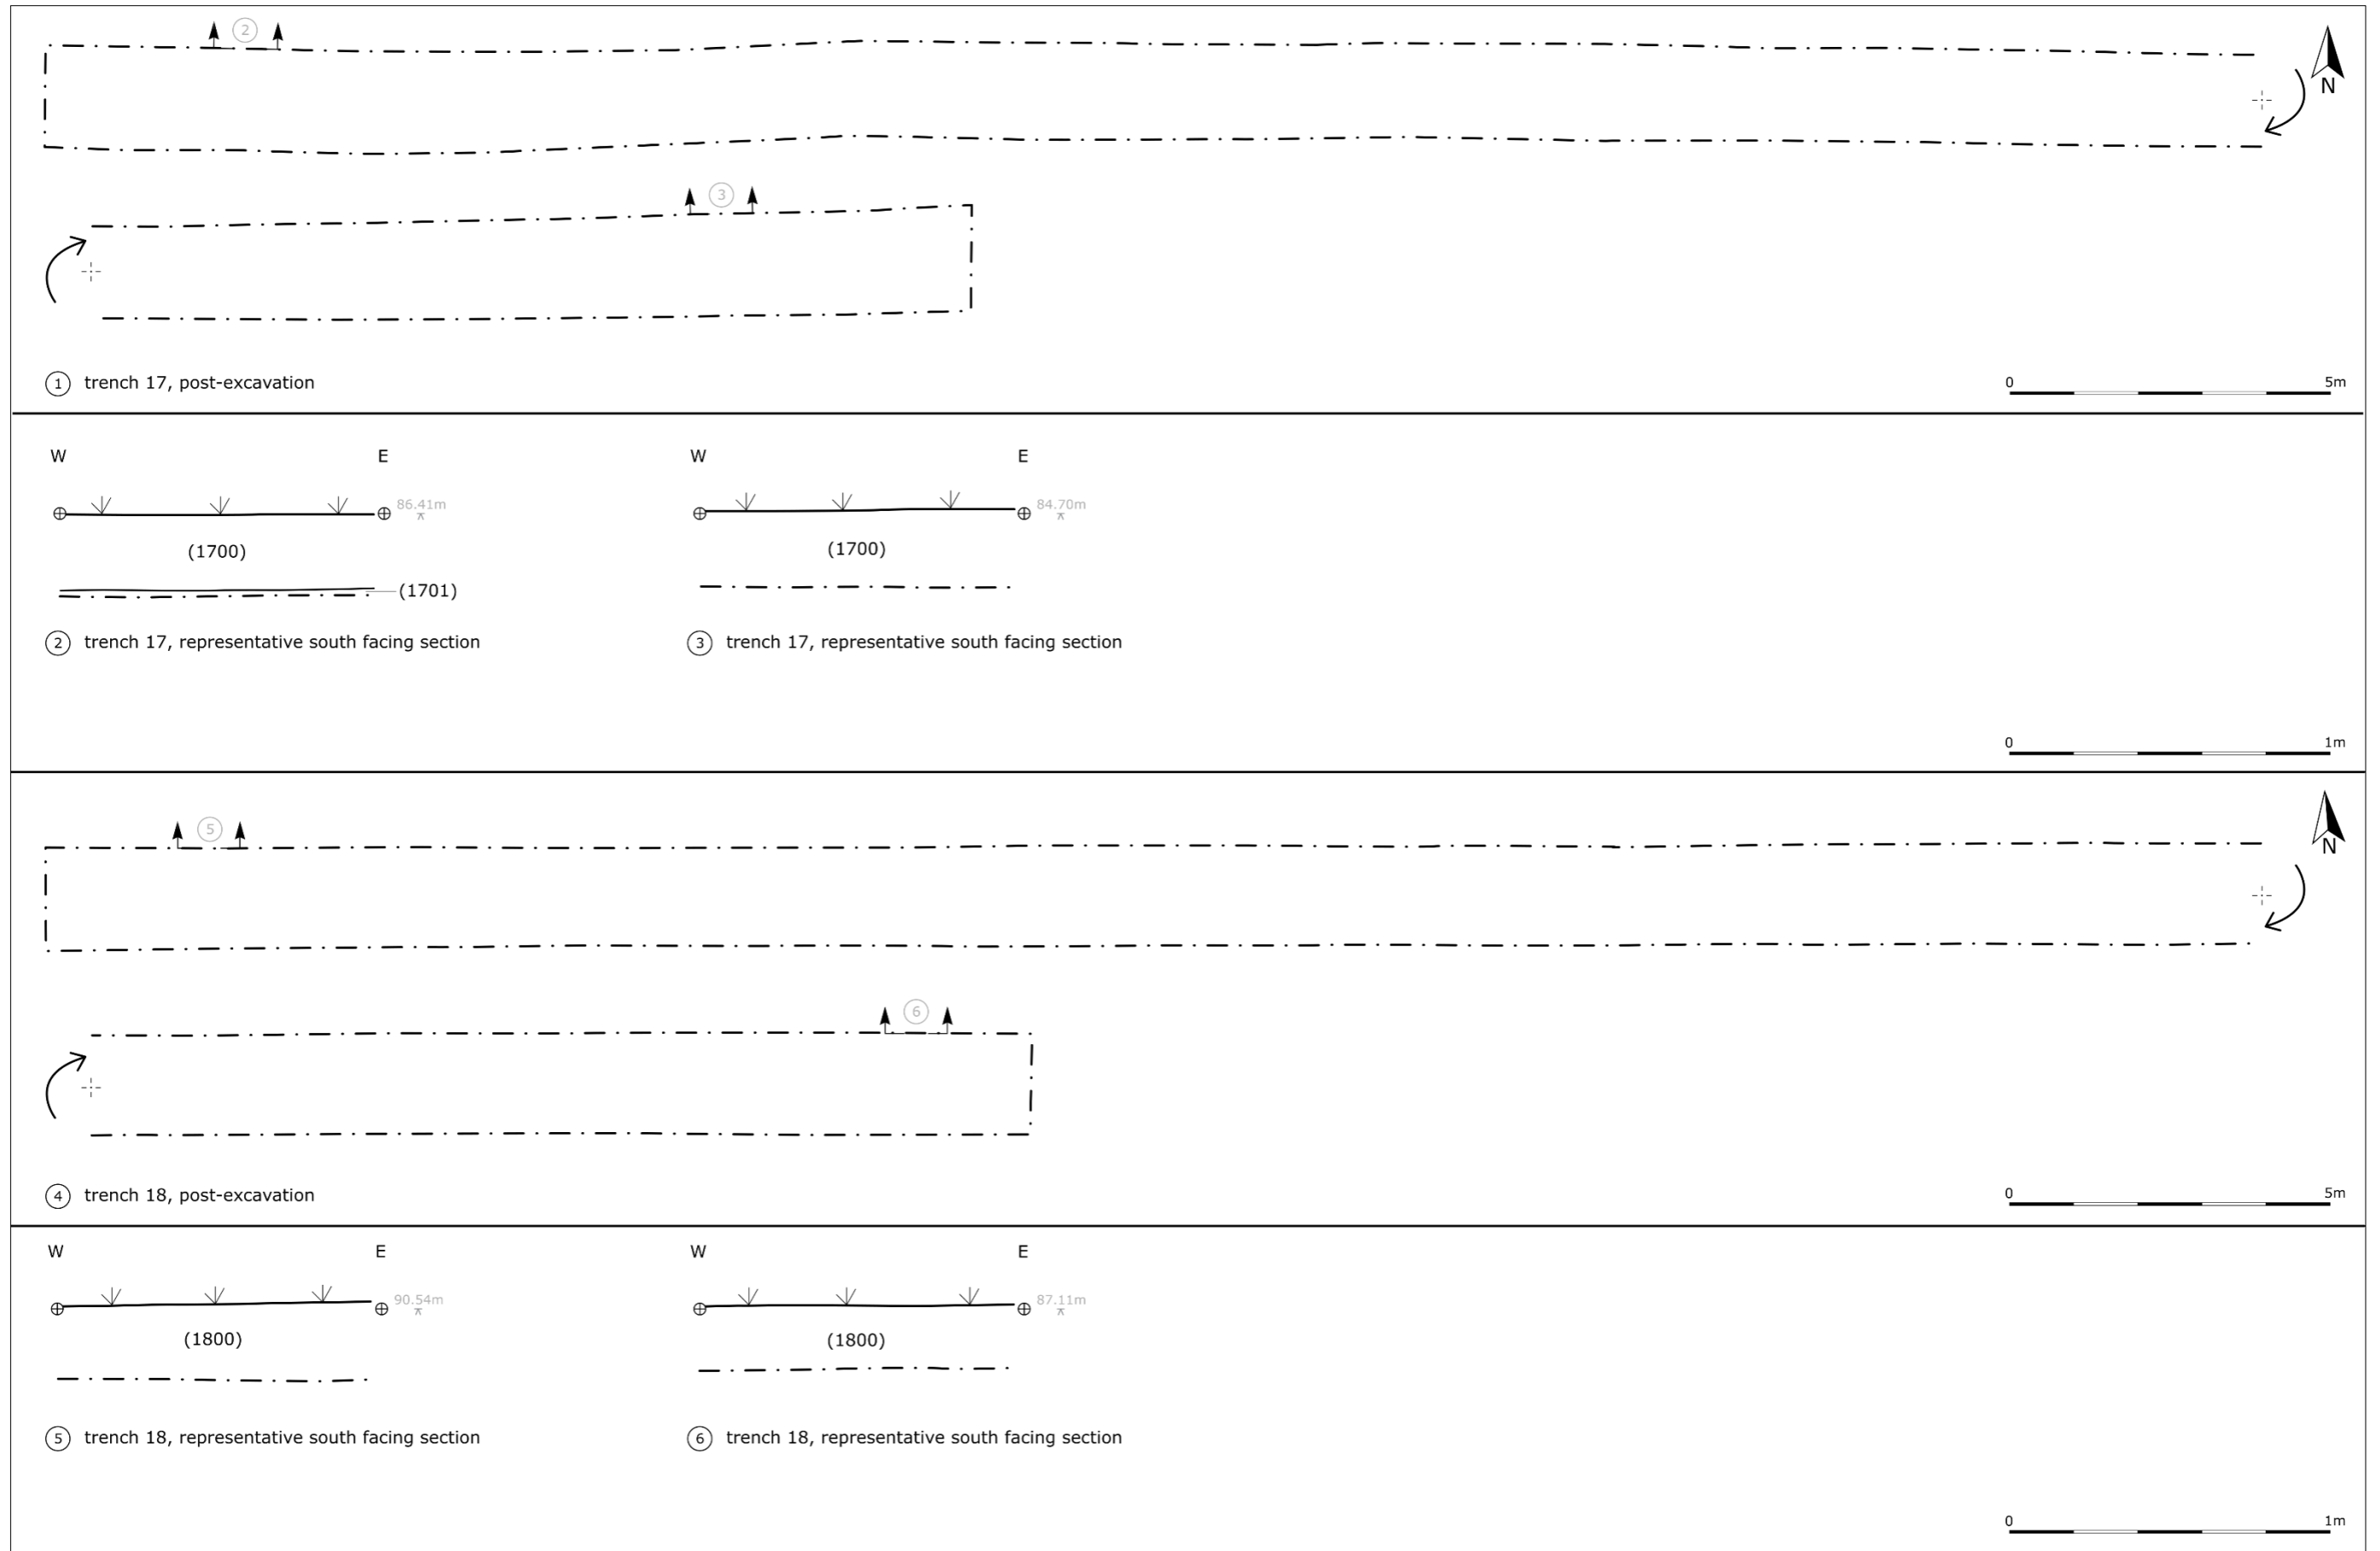 2
N
3
1 trench 17, post-excavation
0 5m
W E W E
86.41m 84.70m
(1700) (1700)
(1701)
2 trench 17, representative south facing section 3 trench 17, representative south facing section
0 1m
5
N
6
4 trench 18, post-excavation
0 5m
W E W E
90.54m 87.11m
(1800) (1800)
5 trench 18, representative south facing section 6 trench 18, representative south facing section
0 1m